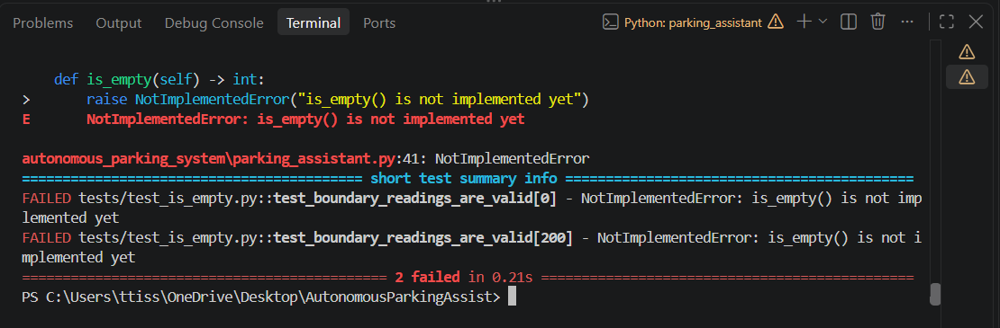 Problems Output Debug Console Terminal Ports Python: parking_assistant
def is_empty(self) -> int:
> raise NotImplementedError("is_empty() is not implemented yet")
E NotImplementedError: is_empty() is not implemented yet
autonomous_parking_system\parking_assistant.py:41: NotImplementedError
========================================== short test summary info ===========================================
FAILED tests/test_is_empty.py::test_boundary_readings_are_valid[0] - NotImplementedError: is_empty() is not imp
lemented yet
FAILED tests/test_is_empty.py::test_boundary_readings_are_valid[200] - NotImplementedError: is_empty() is not i
mplemented yet
============================================= 2 failed in 0.21s ==============================================
PS C:\Users\ttiss\OneDrive\Desktop\AutonomousParkingAssist>